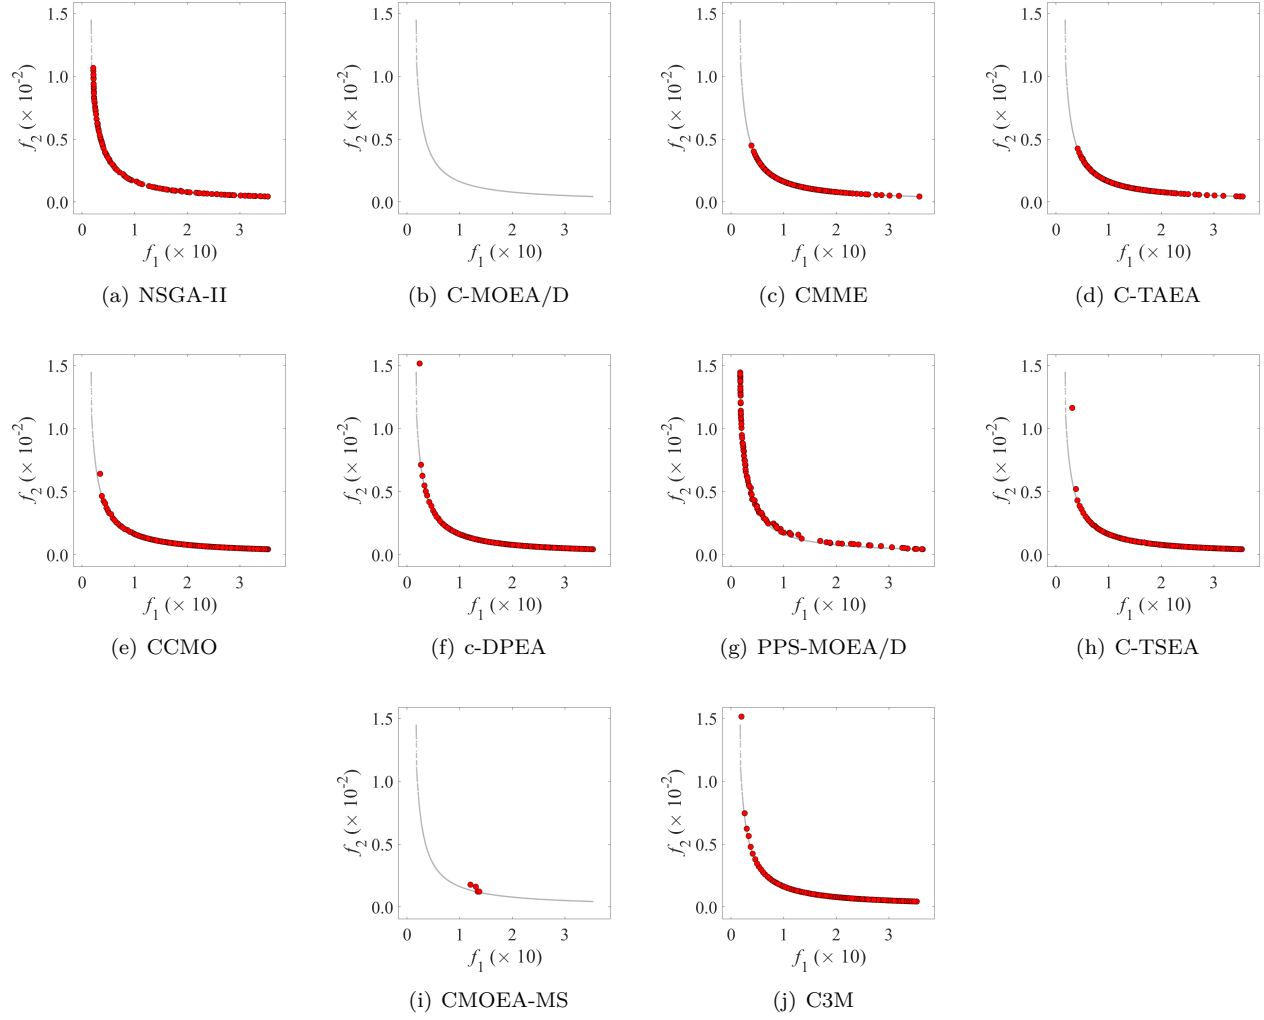 1.5 1.5 1.5 1.5
1.0 1.0 1.0 1.0
f2 (× 10-2) f2 (× 10-2) f2 (× 10-2) f2 (× 10-2)
0.5 0.5 0.5 0.5
0.0 0.0 0.0 0.0
0 1 2 3 0 1 2 3 0 1 2 3 0 1 2 3
f1 (× 10) f1 (× 10) f1 (× 10) f1 (× 10)
(a) NSGA-II (b) C-MOEA/D (c) CMME (d) C-TAEA
1.5 1.5 1.5 1.5
1.0 1.0 1.0 1.0
f2 (× 10-2) f2 (× 10-2) f2 (× 10-2) f2 (× 10-2)
0.5 0.5 0.5 0.5
0.0 0.0 0.0 0.0
0 1 2 3 0 1 2 3 0 1 2 3 0 1 2 3
f1 (× 10) f1 (× 10) f1 (× 10) f1 (× 10)
(e) CCMO (f) c-DPEA (g) PPS-MOEA/D (h) C-TSEA
1.5 1.5
1.0 1.0
f2 (× 10-2) f2 (× 10-2)
0.5 0.5
0.0 0.0
0 1 2 3 0 1 2 3
f1 (× 10) f1 (× 10)
(i) CMOEA-MS (j) C3M